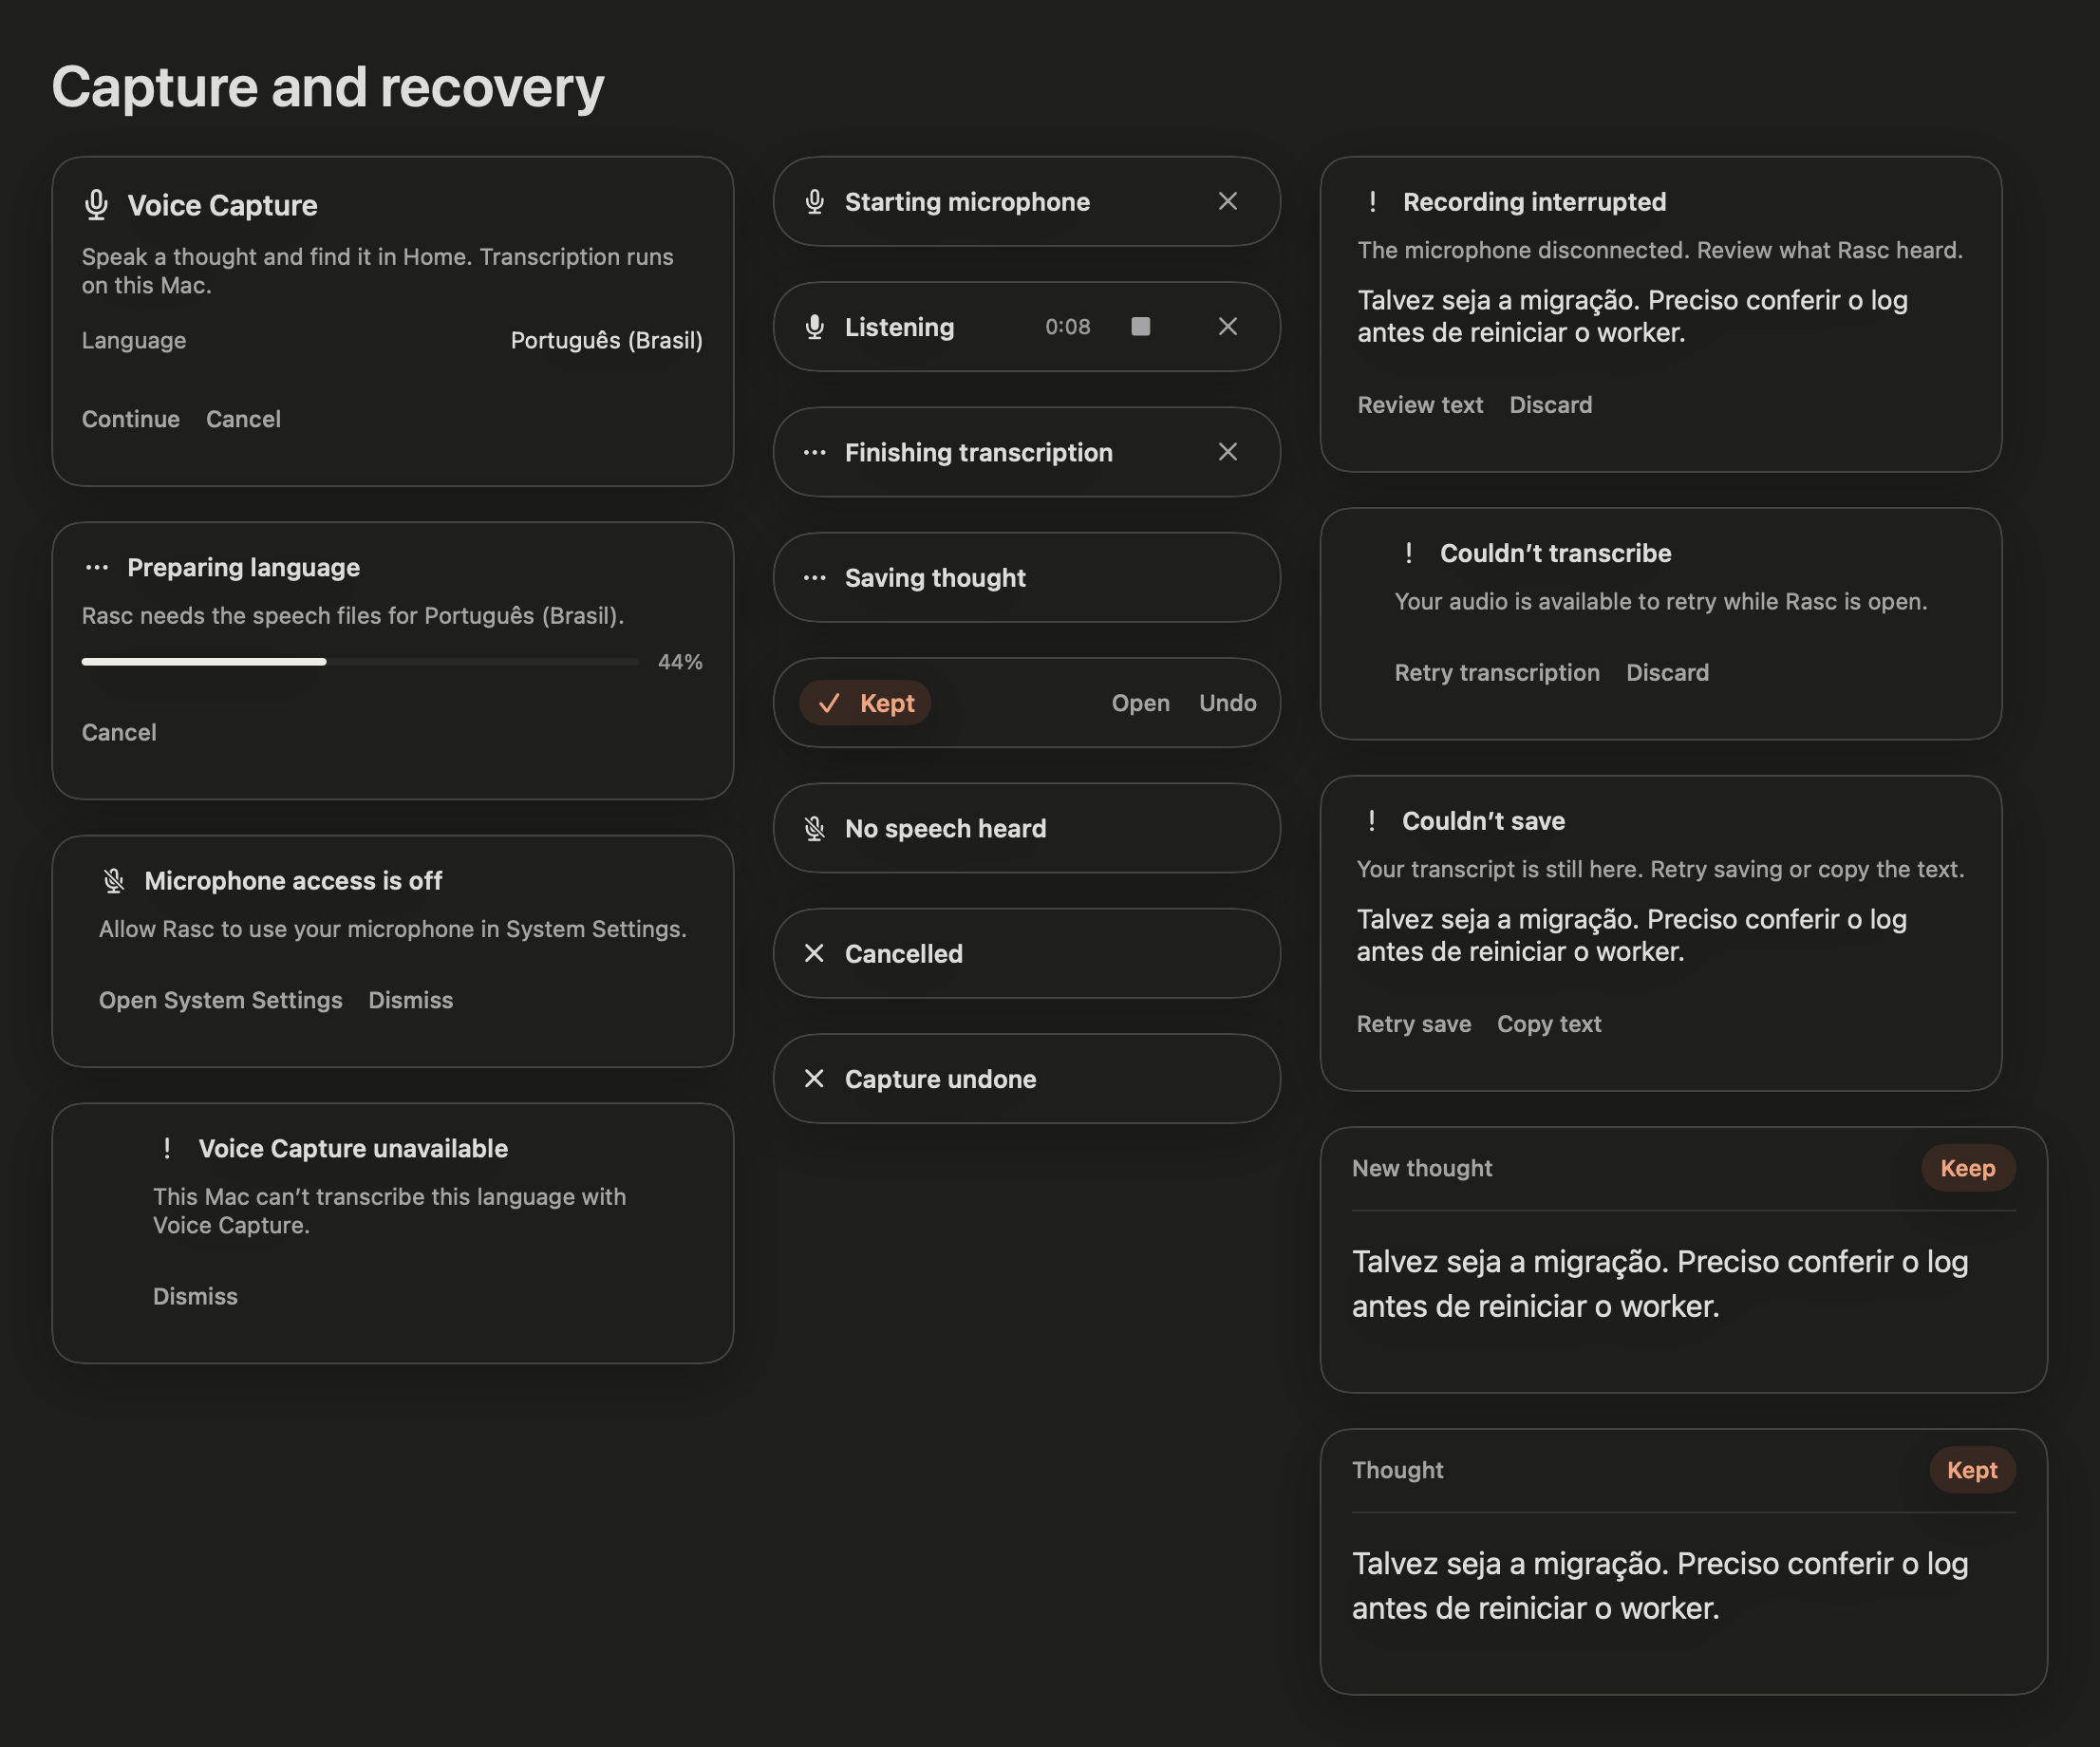 Capture and recovery
Voice Capture
Speak a thought and find it in Home. Transcription runs
on this Mac.
Language Português (Brasil)
Continue Cancel
Preparing language
Rasc needs the speech files for Português (Brasil).
44%
Cancel
Microphone access is off
Allow Rasc to use your microphone in System Settings.
Open System Settings Dismiss
! Voice Capture unavailable
This Mac can’t transcribe this language with
Voice Capture.
Dismiss
Starting microphone
Listening 0:08
Finishing transcription
Saving thought
Kept Open Undo
No speech heard
Cancelled
Capture undone
! Recording interrupted
The microphone disconnected. Review what Rasc heard.
Talvez seja a migração. Preciso conferir o log
antes de reiniciar o worker.
Review text Discard
! Couldn’t transcribe
Your audio is available to retry while Rasc is open.
Retry transcription Discard
! Couldn’t save
Your transcript is still here. Retry saving or copy the text.
Talvez seja a migração. Preciso conferir o log
antes de reiniciar o worker.
Retry save Copy text
New thought Keep
Talvez seja a migração. Preciso conferir o log
antes de reiniciar o worker.
Thought Kept
Talvez seja a migração. Preciso conferir o log
antes de reiniciar o worker.